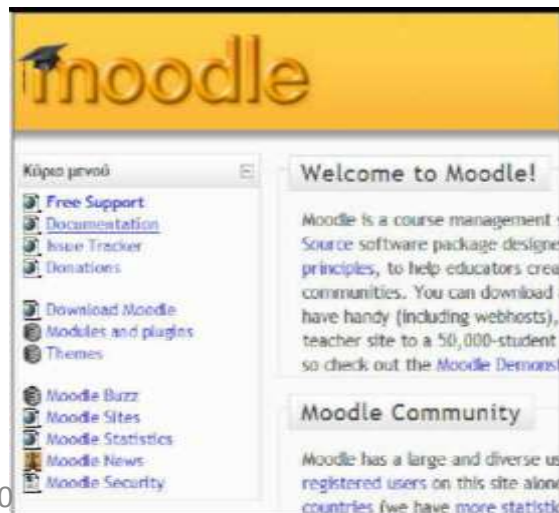 moodle
Κύριο μενού
Free Support
Documentation
Issue Tracker
Donations
Download Moodle
Modules and plugins
Themes
Moodle Buzz
Moodle Sites
Moodle Statistics
Moodle News
Moodle Security
0
Welcome to Moodle!
Moodle is a course management
Source software package designe
principles, to help educators crea
communities. You can download
have handy (including webhosts),
teacher site to a 50,000-student
so check out the Moodle Demonst
Moodle Community
Moodle has a large and diverse us
registered users on this site alone
countries (we have more statistic